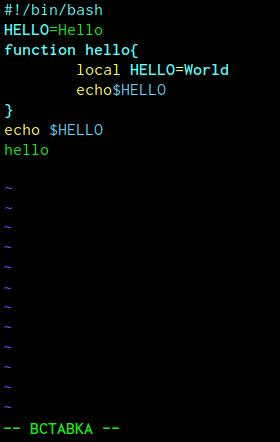 #!/bin/bash
HELLO=Hello
function hello{
        local HELLO=World
        echo$HELLO
}
echo $HELLO
hello
~
~
~
~
~
~
~
~
~
~
~
~
-- ВСТАВКА --